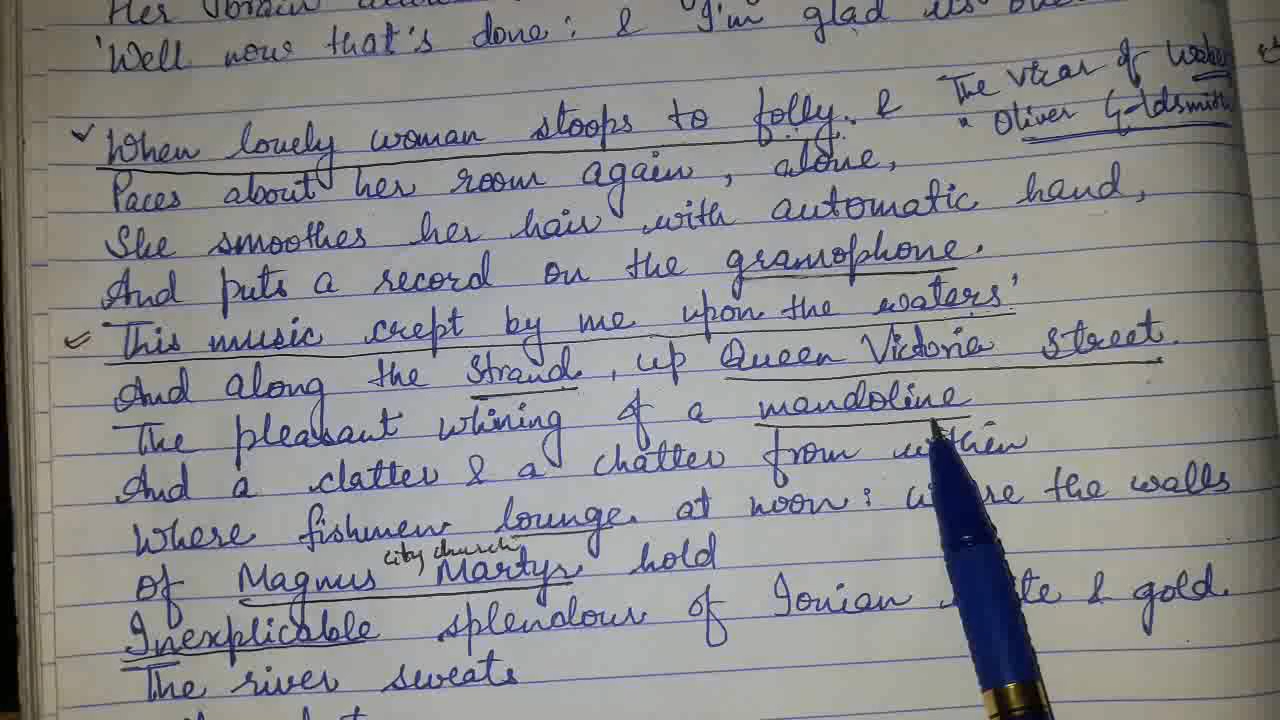 Her brain
'Well now that's done: & I'm glad its
When lovely woman stoops to folly. &
The vicar of
" Oliver Goldsmith
Paces about her room again, alone,
She smoothes her hair with automatic hand,
And puts a record on the gramophone.
This music crept by me upon the waters'
And along the Strand, up Queen Victoria street.
The pleasant whining of a mandoline
And a clatter & a chatter from within
Where fishmen lounge at noon: the walls
city church
Of Magnus Martyr hold
Inexplicable splendour of Ionian & gold.
The river sweats